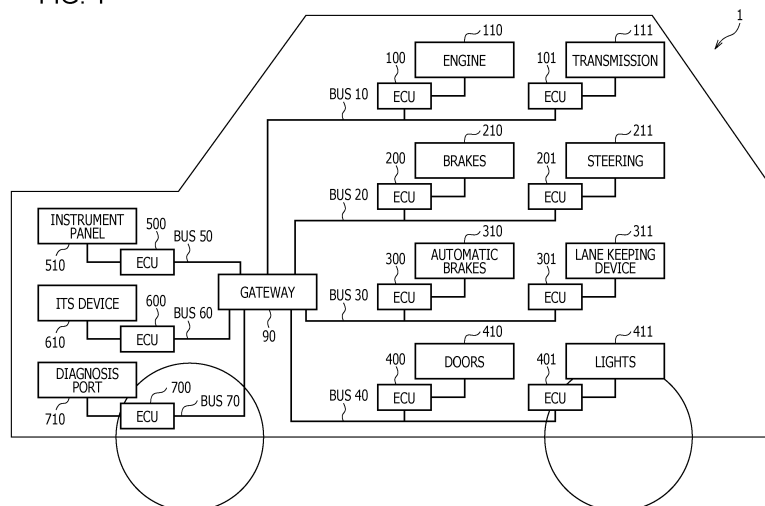 FIG. 1
1
110
ENGINE
111
TRANSMISSION
100
ECU
101
ECU
BUS 10
210
BRAKES
211
STEERING
200
ECU
201
ECU
BUS 20
310
AUTOMATIC
BRAKES
311
LANE KEEPING
DEVICE
300
ECU
301
ECU
BUS 30
410
DOORS
411
LIGHTS
400
ECU
401
ECU
BUS 40
INSTRUMENT
PANEL
510
500
ECU
BUS 50
ITS DEVICE
610
600
ECU
BUS 60
DIAGNOSIS
PORT
710
700
ECU
BUS 70
GATEWAY
90